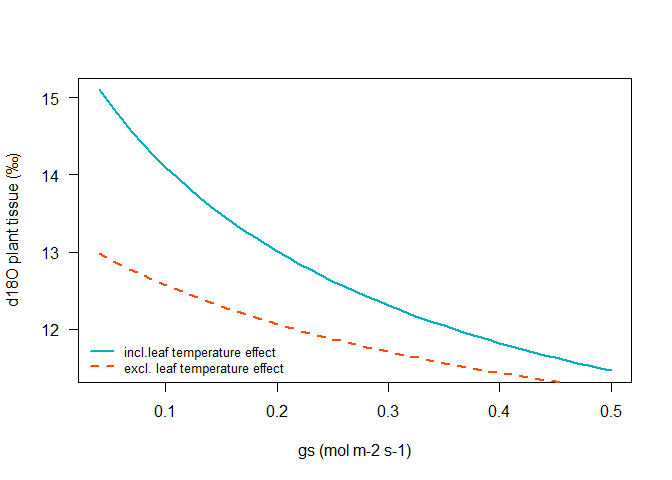 15
14
13
12
d18O plant tissue (‰)
incl.leaf temperature effect
excl. leaf temperature effect
0.1 0.2 0.3 0.4 0.5
gs (mol m-2 s-1)